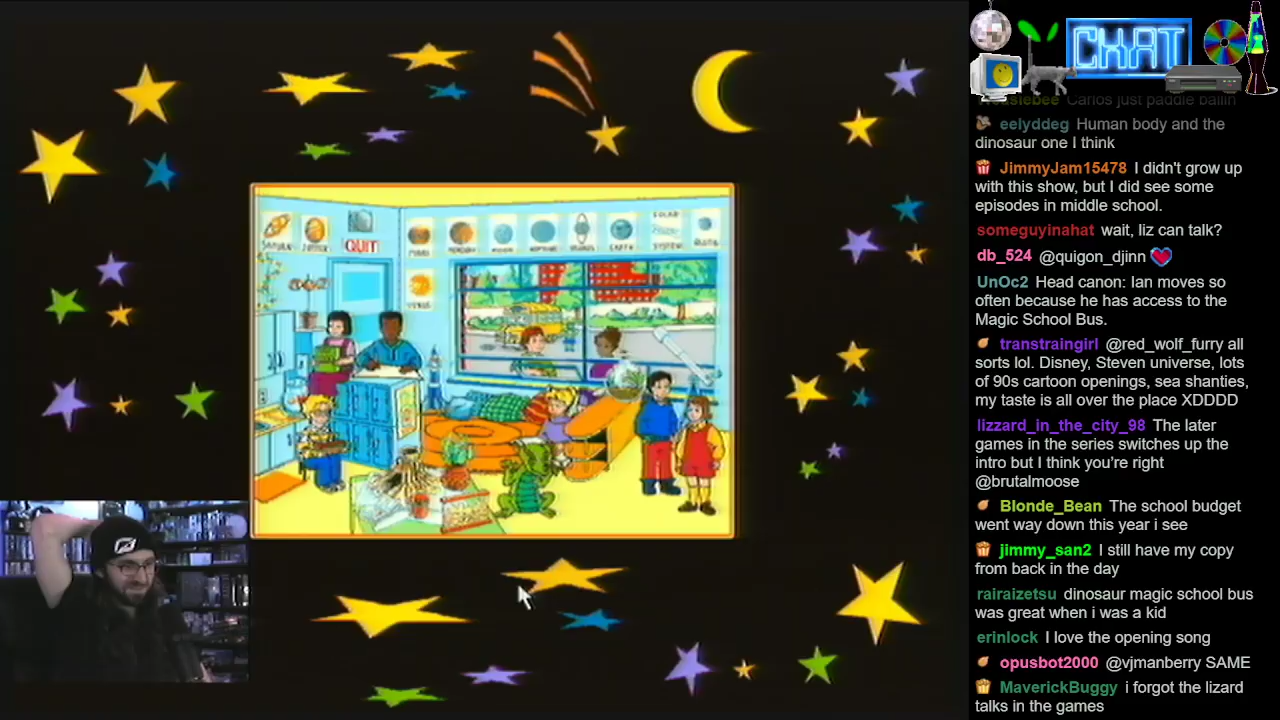 CHAT
Carlos just paddle ballin
eelyddeg Human body and the
dinosaur one I think
JimmyJam15478 I didn't grow up
with this show, but I did see some
episodes in middle school.
someguyinahat wait, liz can talk?
db_524 @quigon_djinn
UnOc2 Head canon: Ian moves so
often because he has access to the
Magic School Bus.
transtraingirl @red_wolf_furry all
sorts lol. Disney, Steven universe, lots
of 90s cartoon openings, sea shanties,
my taste is all over the place XDDDD
lizzard_in_the_city_98 The later
games in the series switches up the
intro but I think you're right
@brutalmoose
Blonde_Bean The school budget
went way down this year i see
jimmy_san2 I still have my copy
from back in the day
rairaizetsu dinosaur magic school bus
was great when i was a kid
erinlock I love the opening song
opusbot2000 @vjmanberry SAME
MaverickBuggy i forgot the lizard
talks in the games
SATURN
QUIT
EARTH
SOLAR
SYSTEM
VENUS